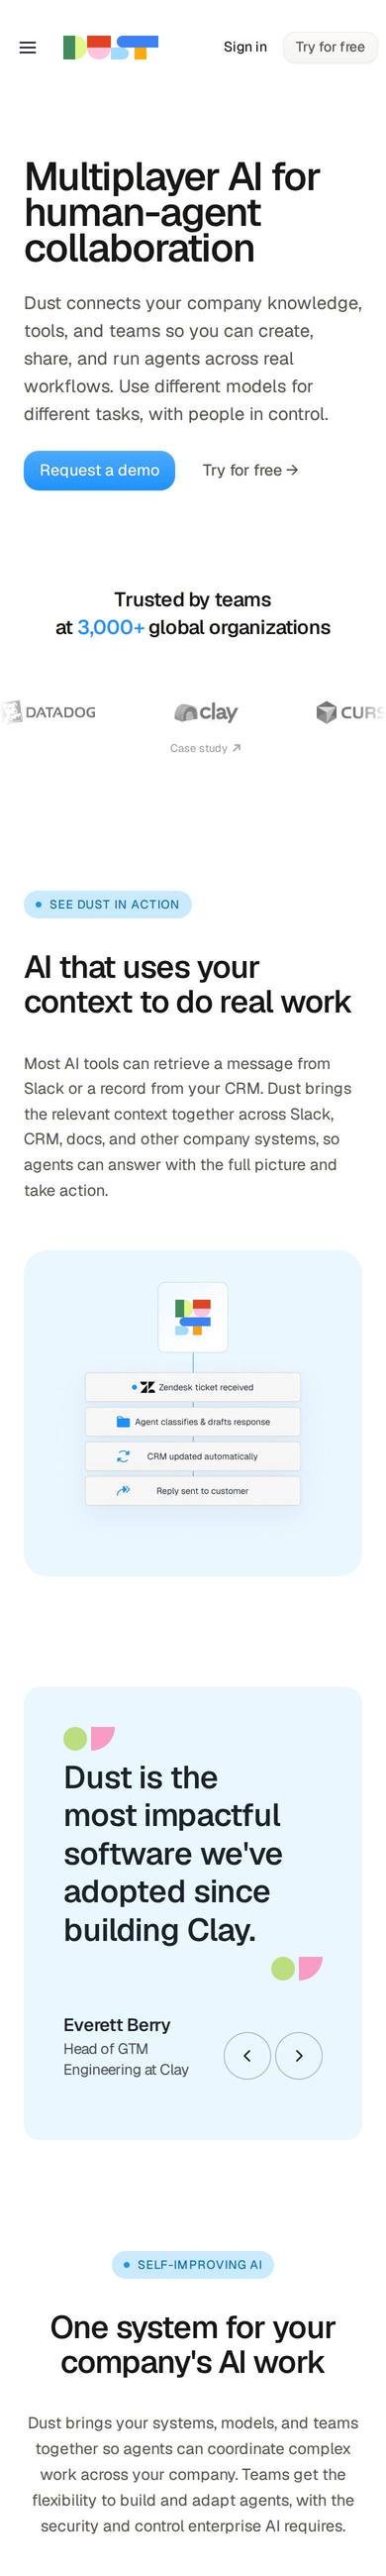 DUST
Sign in
Try for free
Multiplayer AI for
human-agent
collaboration
Dust connects your company knowledge,
tools, and teams so you can create,
share, and run agents across real
workflows. Use different models for
different tasks, with people in control.
Request a demo
Try for free →
Trusted by teams
at 3,000+ global organizations
DATADOG
clay
CURS
Case study ↗
SEE DUST IN ACTION
AI that uses your
context to do real work
Most AI tools can retrieve a message from
Slack or a record from your CRM. Dust brings
the relevant context together across Slack,
CRM, docs, and other company systems, so
agents can answer with the full picture and
take action.
Zendesk ticket received
Agent classifies & drafts response
CRM updated automatically
Reply sent to customer
Dust is the
most impactful
software we've
adopted since
building Clay.
Everett Berry
Head of GTM
Engineering at Clay
SELF-IMPROVING AI
One system for your
company's AI work
Dust brings your systems, models, and teams
together so agents can coordinate complex
work across your company. Teams get the
flexibility to build and adapt agents, with the
security and control enterprise AI requires.